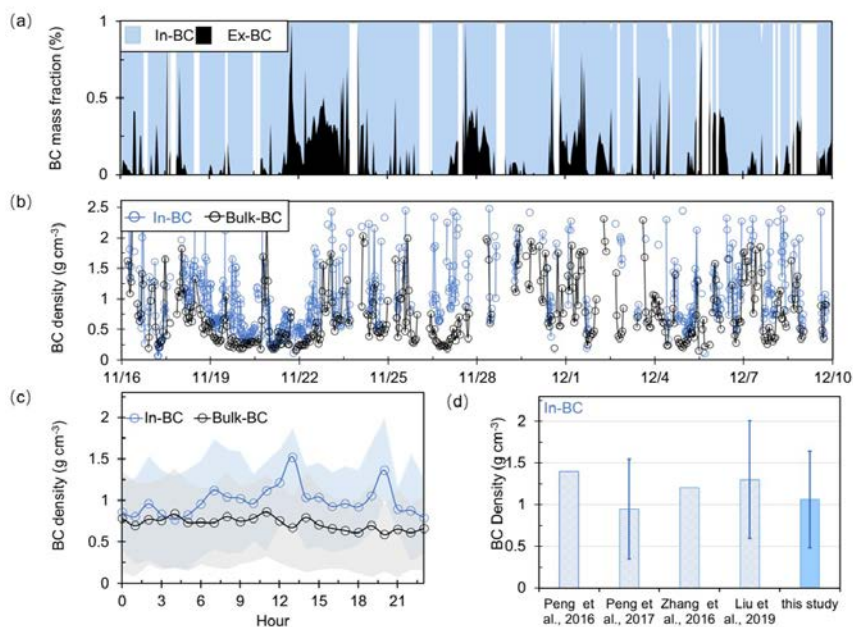 (a)
BC mass fraction (%)
1
0.5
0
In-BC Ex-BC
(b)
BC density (g cm⁻³)
2.5
2
1.5
1
0.5
0
In-BC Bulk-BC
11/16 11/19 11/22 11/25 11/28 12/1 12/4 12/7 12/10
(c)
BC density (g cm⁻³)
2
1.5
1
0.5
0
In-BC Bulk-BC
0 3 6 9 12 15 18 21
Hour
(d)
BC Density (g cm⁻³)
2
1.5
1
0.5
0
In-BC
Peng et al., 2016
Peng et al., 2017
Zhang et al., 2016
Liu et al., 2019
this study